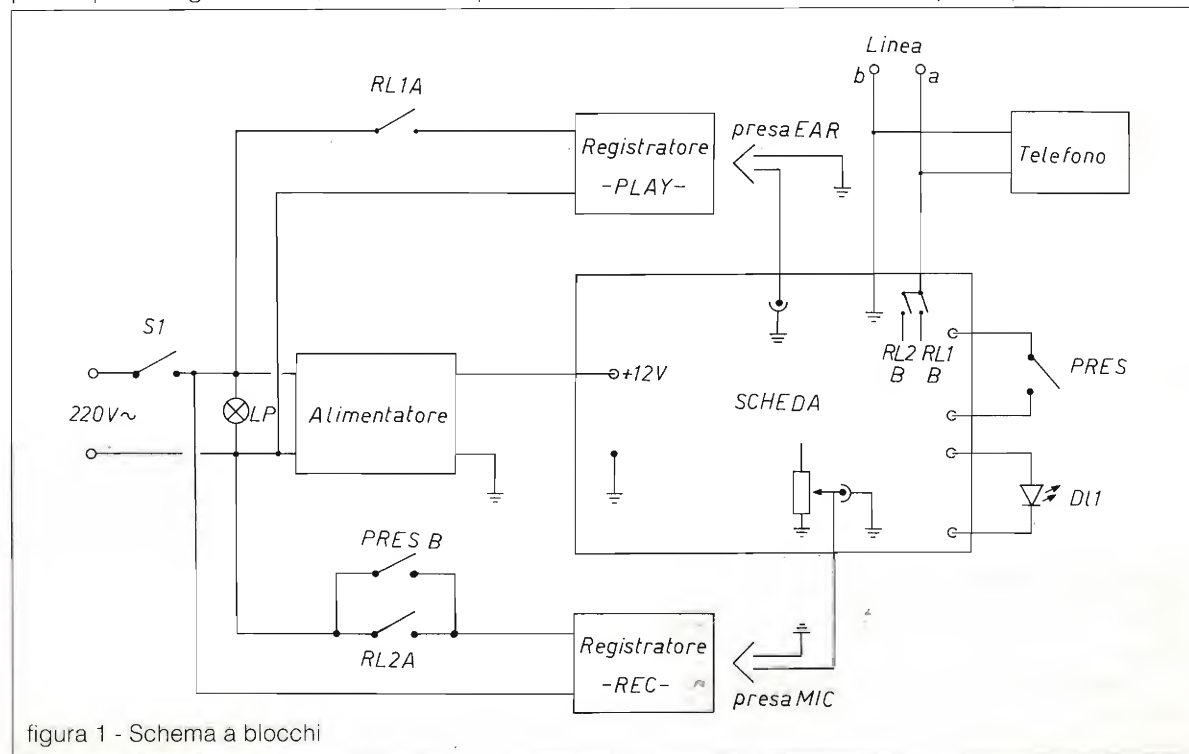 Linea
b a
RL1A
presa EAR
Registratore
-PLAY-
Telefono
S1
RL2 RL1
B B
PRES
+12V
220V~
LP
Alimentatore
SCHEDA
Dl1
PRES B
RL2A
Registratore
-REC-
presa MIC
figura 1 - Schema a blocchi